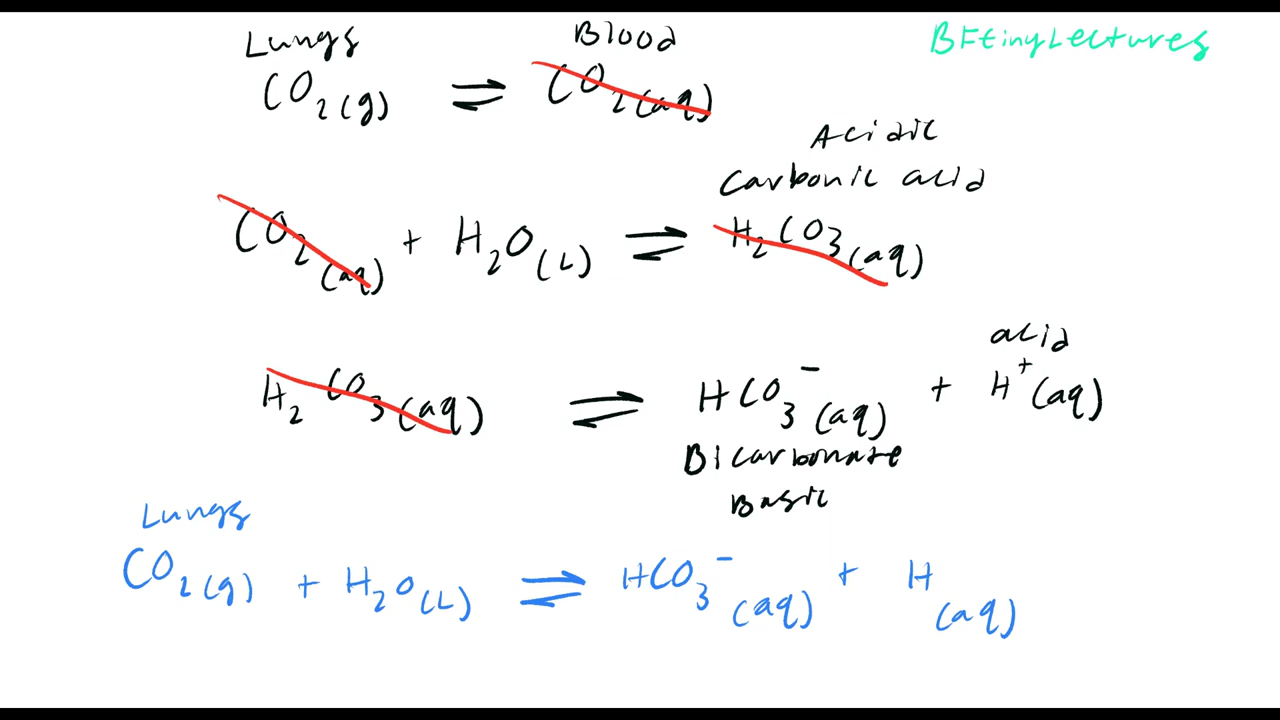 Lungs Blood BFtinyLectures
CO₂(g) ⇌ CO₂(aq)
Acidic
Carbonic acid
CO₂(aq) + H₂O(L) ⇌ H₂CO₃(aq)
acid
H₂CO₃(aq) ⇌ HCO₃⁻(aq) + H⁺(aq)
Bicarbonate
Basic
Lungs
CO₂(g) + H₂O(L) ⇌ HCO₃⁻(aq) + H(aq)